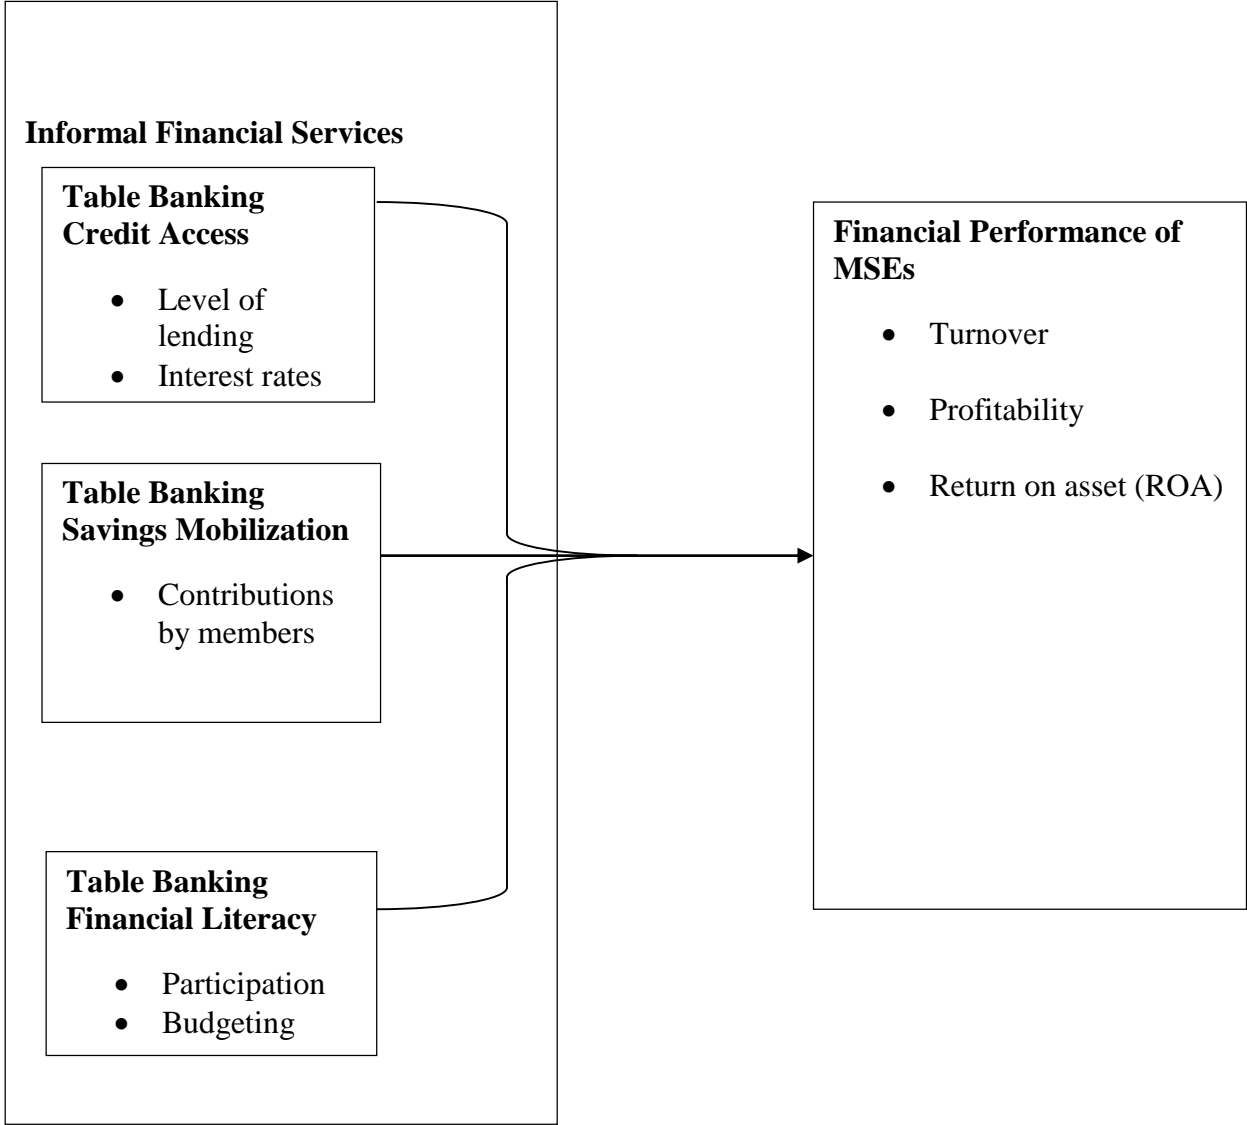 Informal Financial Services
Table Banking
Credit Access
• Level of
lending
• Interest rates
Table Banking
Savings Mobilization
• Contributions
by members
Table Banking
Financial Literacy
• Participation
• Budgeting
Financial Performance of
MSEs
• Turnover
• Profitability
• Return on asset (ROA)